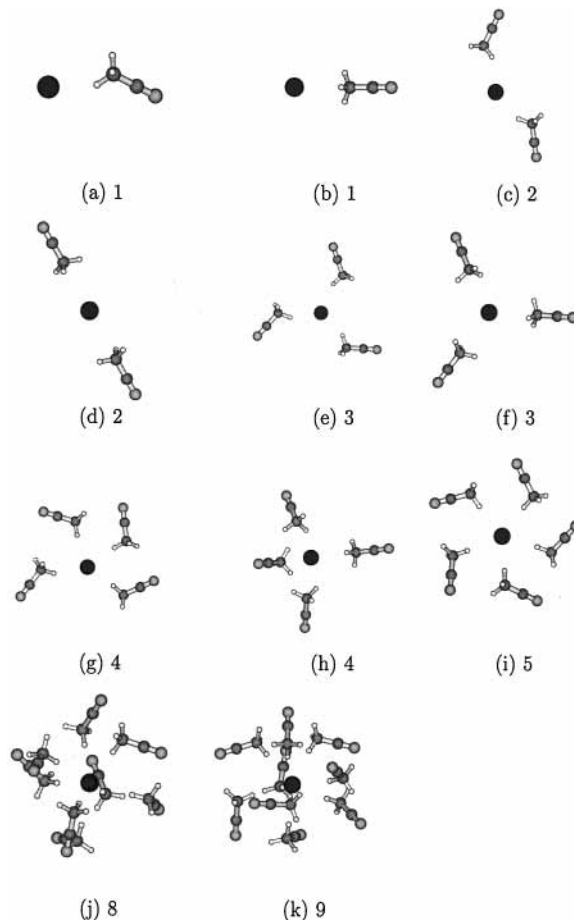 (a) 1 (b) 1 (c) 2
(d) 2 (e) 3 (f) 3
(g) 4 (h) 4 (i) 5
(j) 8 (k) 9